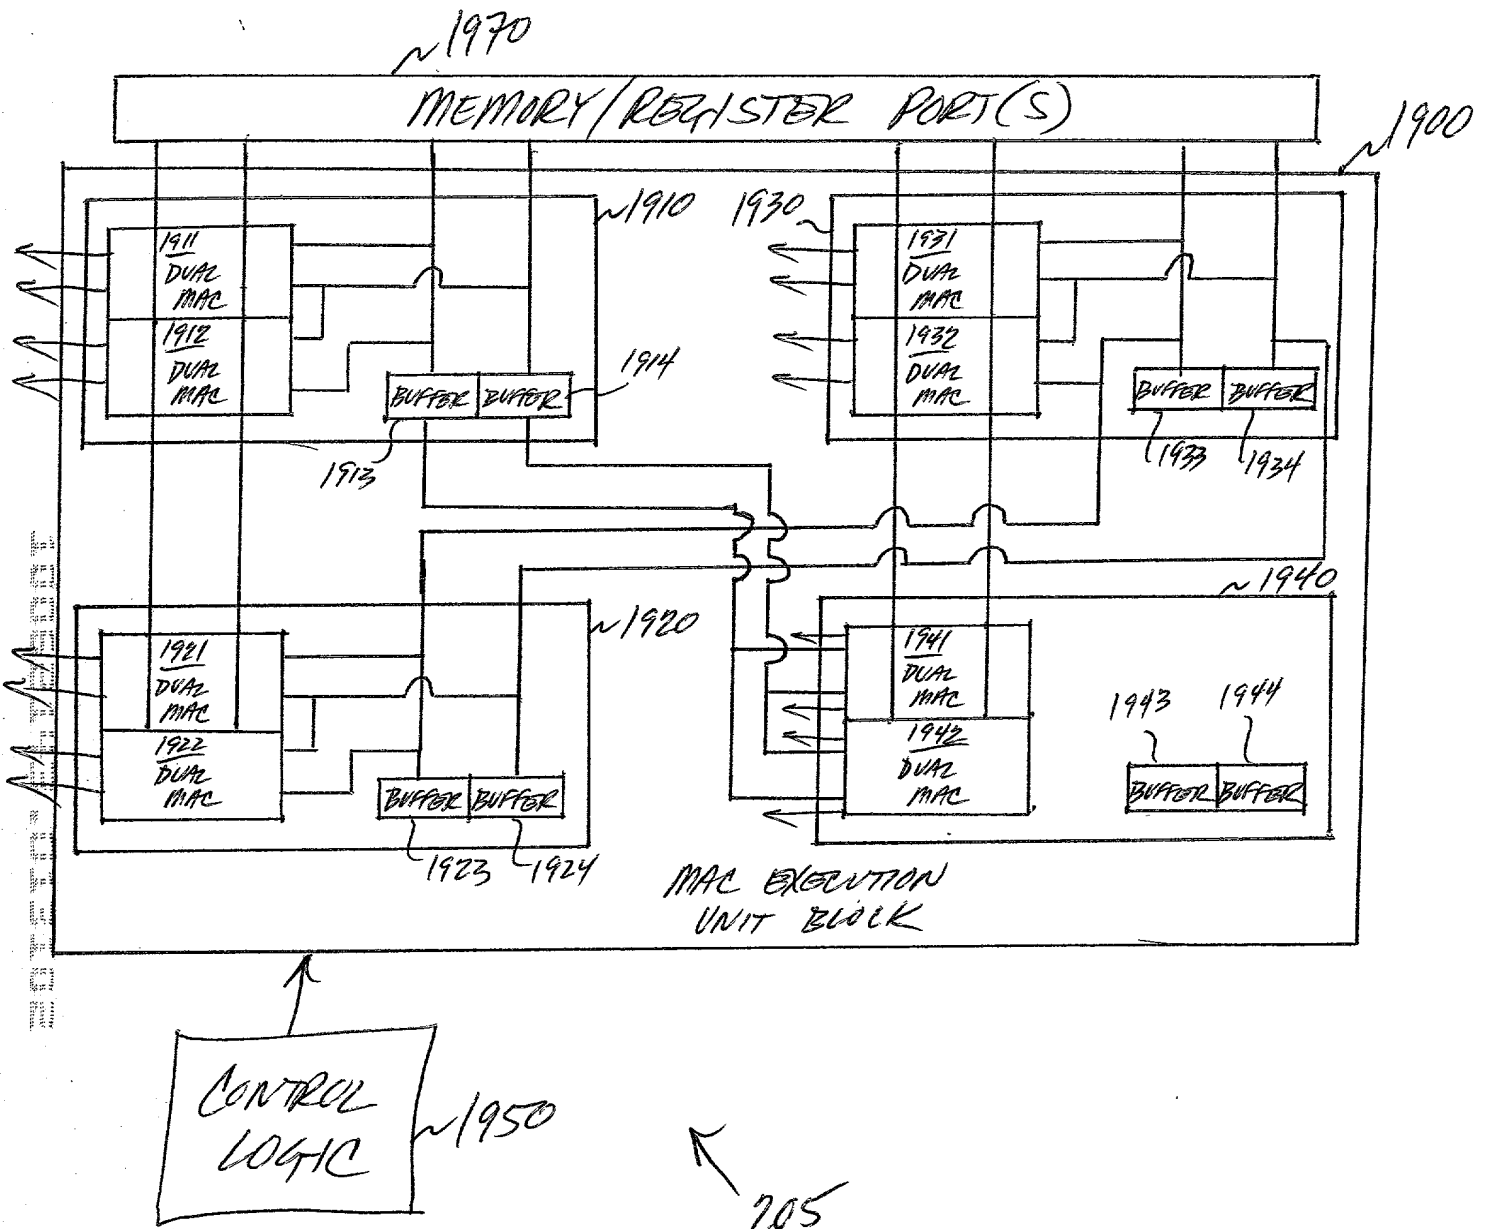 1970
MEMORY/REGISTER PORT(S)
1900
1910
1930
1911
DUAL
MAC
1912
DUAL
MAC
BUFFER BUFFER
1914
1913
1931
DUAL
MAC
1932
DUAL
MAC
BUFFER BUFFER
1933
1934
1920
1940
1921
DUAL
MAC
1922
DUAL
MAC
BUFFER BUFFER
1923
1924
1941
DUAL
MAC
1942
DUAL
MAC
1943
1944
BUFFER BUFFER
MAC EXECUTION
UNIT BLOCK
CONTROL
LOGIC
1950
205